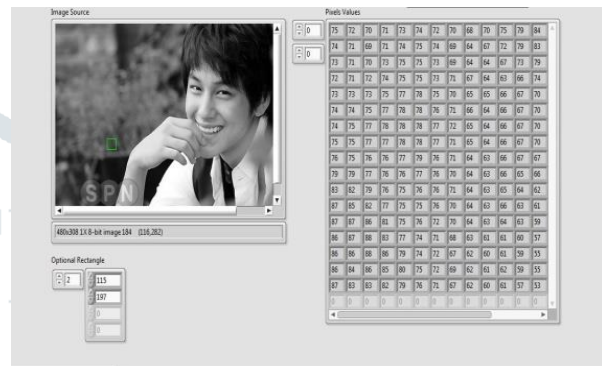 Image Source
SPN
480x308 1X 8-bit image 184 (116,282)
Optional Rectangle
2 115
197
0
0
Pixels Values
0
0
75 72 70 71 73 74 72 70 68 70 75 79 84
74 71 69 71 74 75 74 69 64 67 72 79 83
73 71 70 73 75 75 73 69 64 64 67 73 79
72 71 72 74 75 75 73 71 67 64 63 66 74
73 73 73 75 77 78 75 70 65 65 66 67 70
74 74 75 77 78 78 76 71 66 64 66 67 70
74 75 77 78 78 78 77 72 65 64 66 67 70
75 75 77 77 78 78 77 71 65 64 66 67 70
76 75 76 76 77 79 76 71 64 63 66 67 67
79 79 77 76 76 77 76 70 64 63 66 65 66
83 82 79 76 75 76 76 71 64 63 65 64 62
87 85 82 77 75 75 76 70 64 63 66 63 61
87 87 86 81 75 76 72 70 64 63 64 63 59
86 87 88 83 77 74 71 68 63 61 61 60 57
86 86 88 86 79 74 72 67 62 60 61 59 55
86 84 86 85 80 75 72 69 62 61 62 59 55
87 83 83 82 79 76 71 67 62 60 61 57 53
0 0 0 0 0 0 0 0 0 0 0 0 0